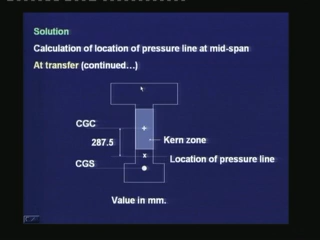 Solution
Calculation of location of pressure line at mid-span
At transfer (continued…)
CGC
Kern zone
287.5
Location of pressure line
CGS
Value in mm.